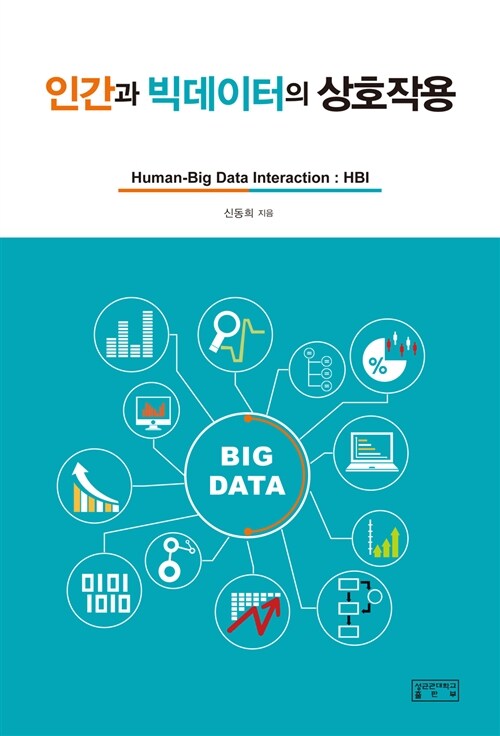 인간과 빅데이터의 상호작용
Human-Big Data Interaction : HBI
신동희 지음
%
BIG
DATA
0101
1010
성균관대학교
출판부